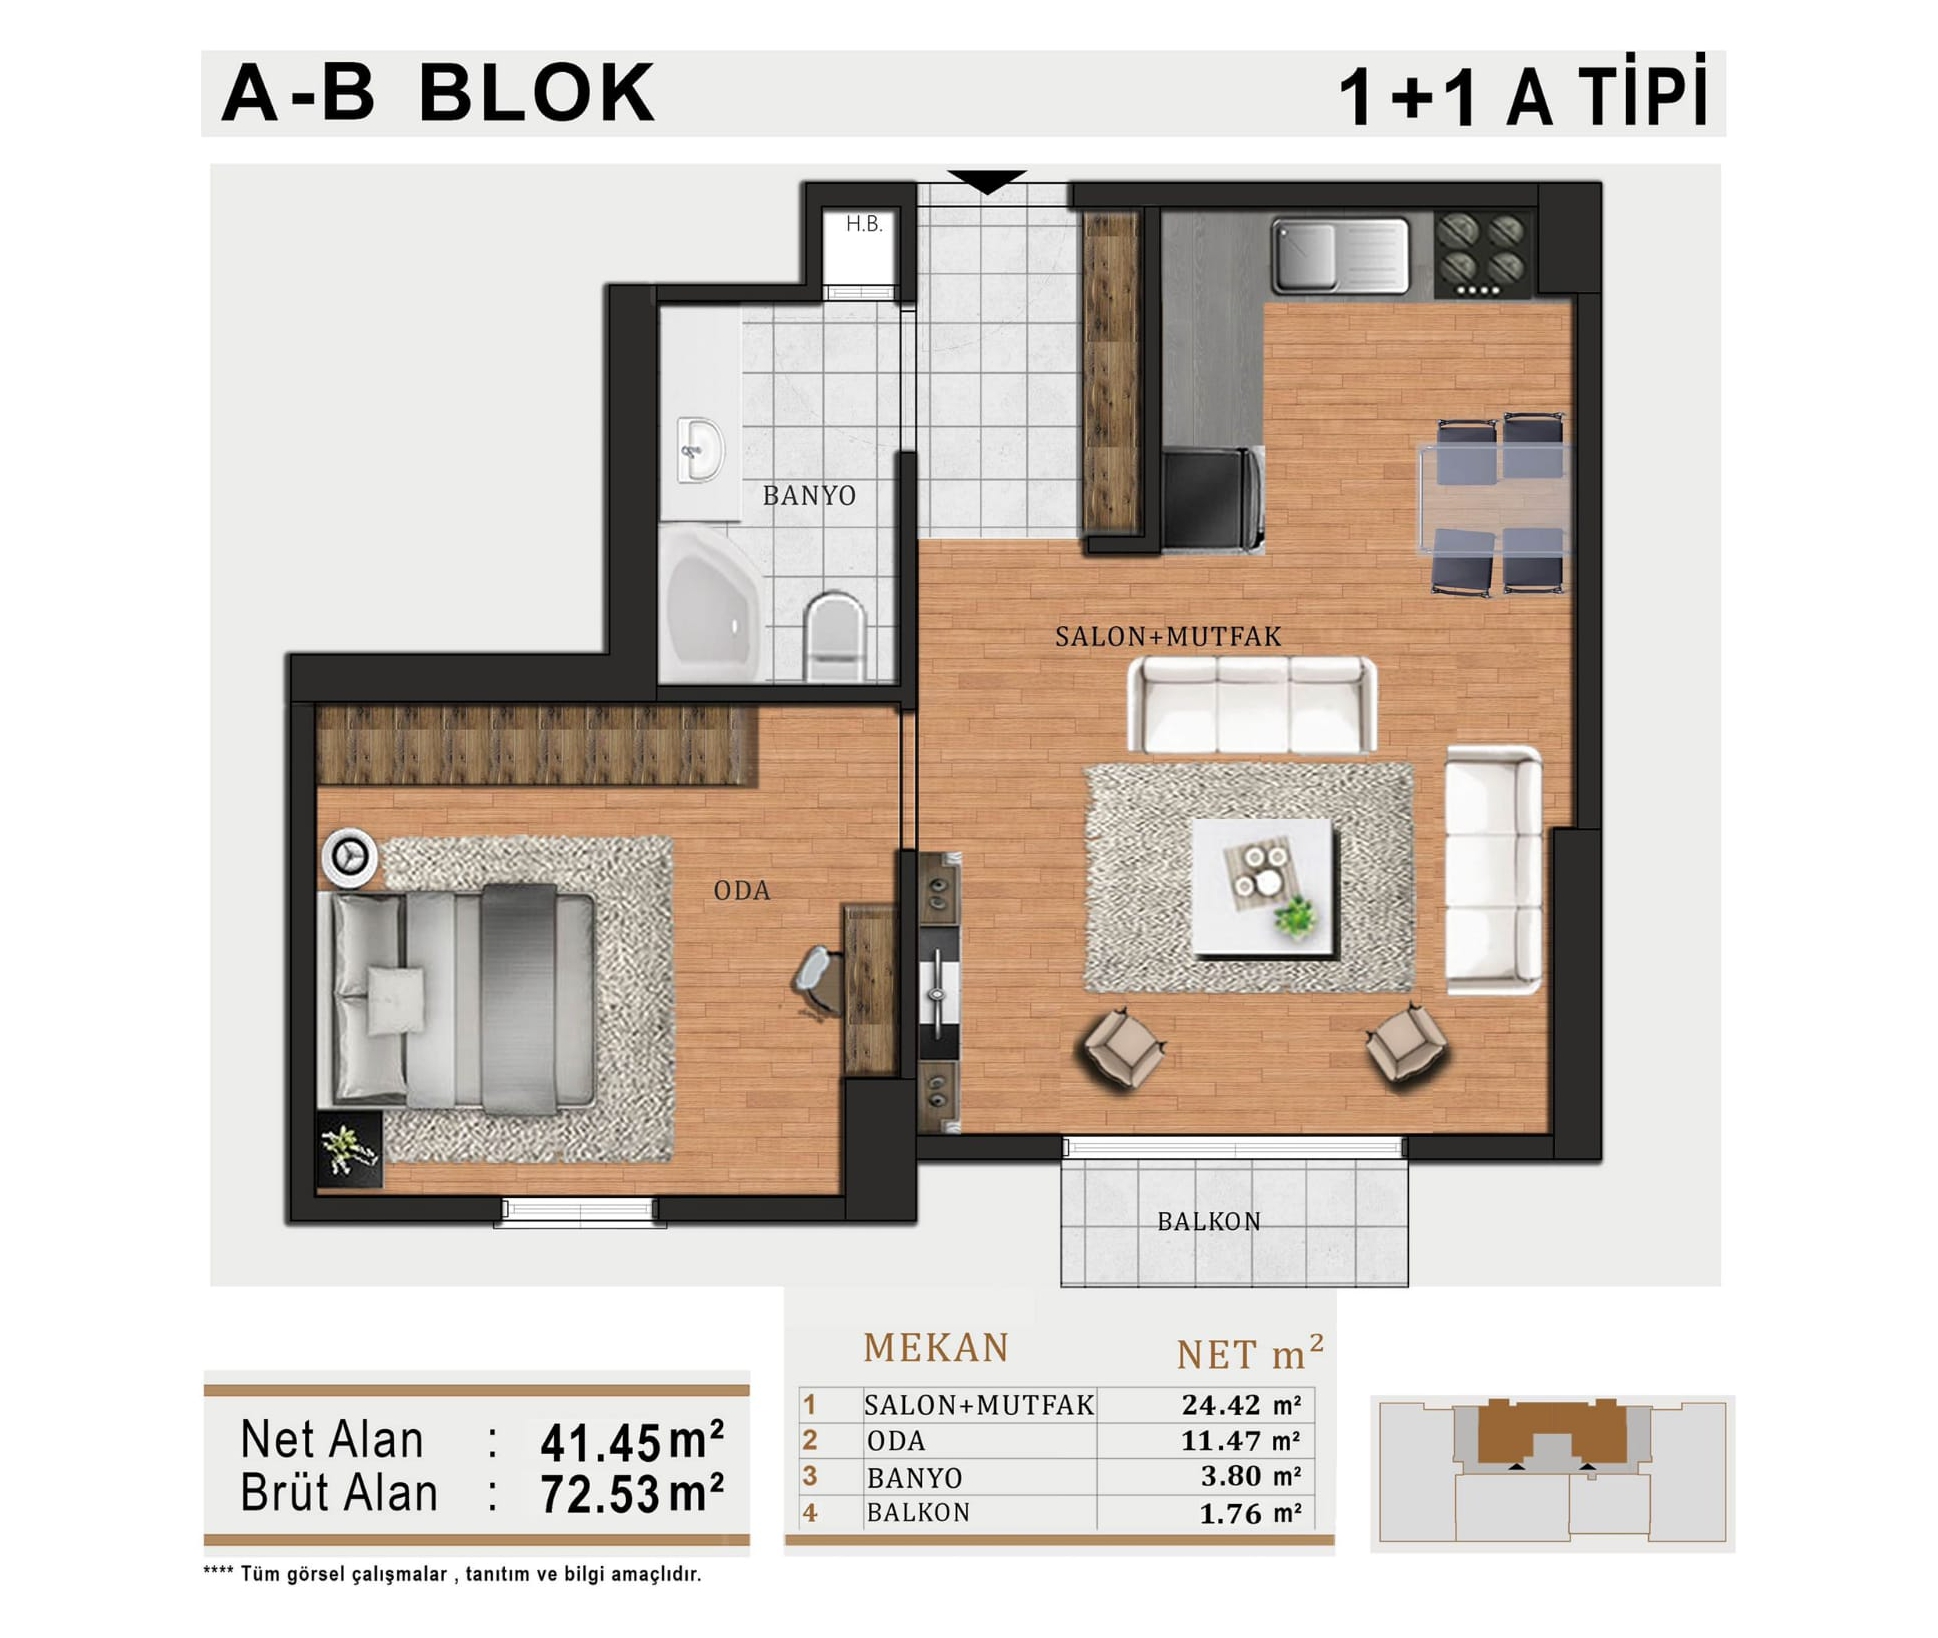 A-B BLOK
1+1 A TİPİ
H.B.
BANYO
SALON+MUTFAK
ODA
BALKON
MEKAN NET m²
1 SALON+MUTFAK 24.42 m²
2 ODA 11.47 m²
3 BANYO 3.80 m²
4 BALKON 1.76 m²
Net Alan : 41.45 m²
Brüt Alan : 72.53 m²
**** Tüm görsel çalışmalar , tanıtım ve bilgi amaçlıdır.